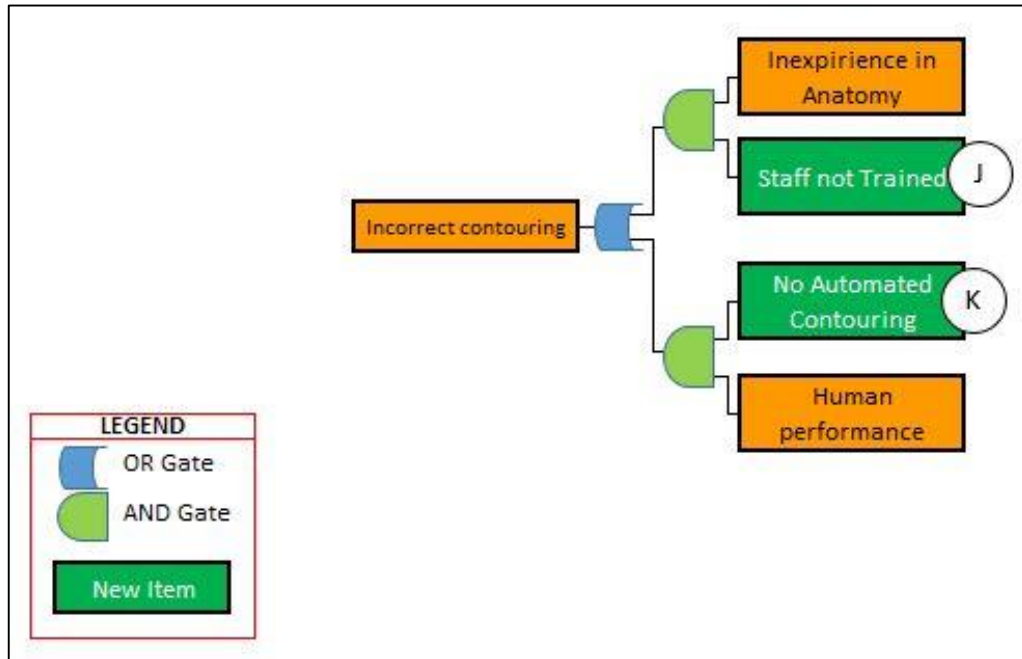 Inexpirience in
Anatomy
Staff not Trained
J
Incorrect contouring
No Automated
Contouring
K
Human
performance
LEGEND
OR Gate
AND Gate
New Item